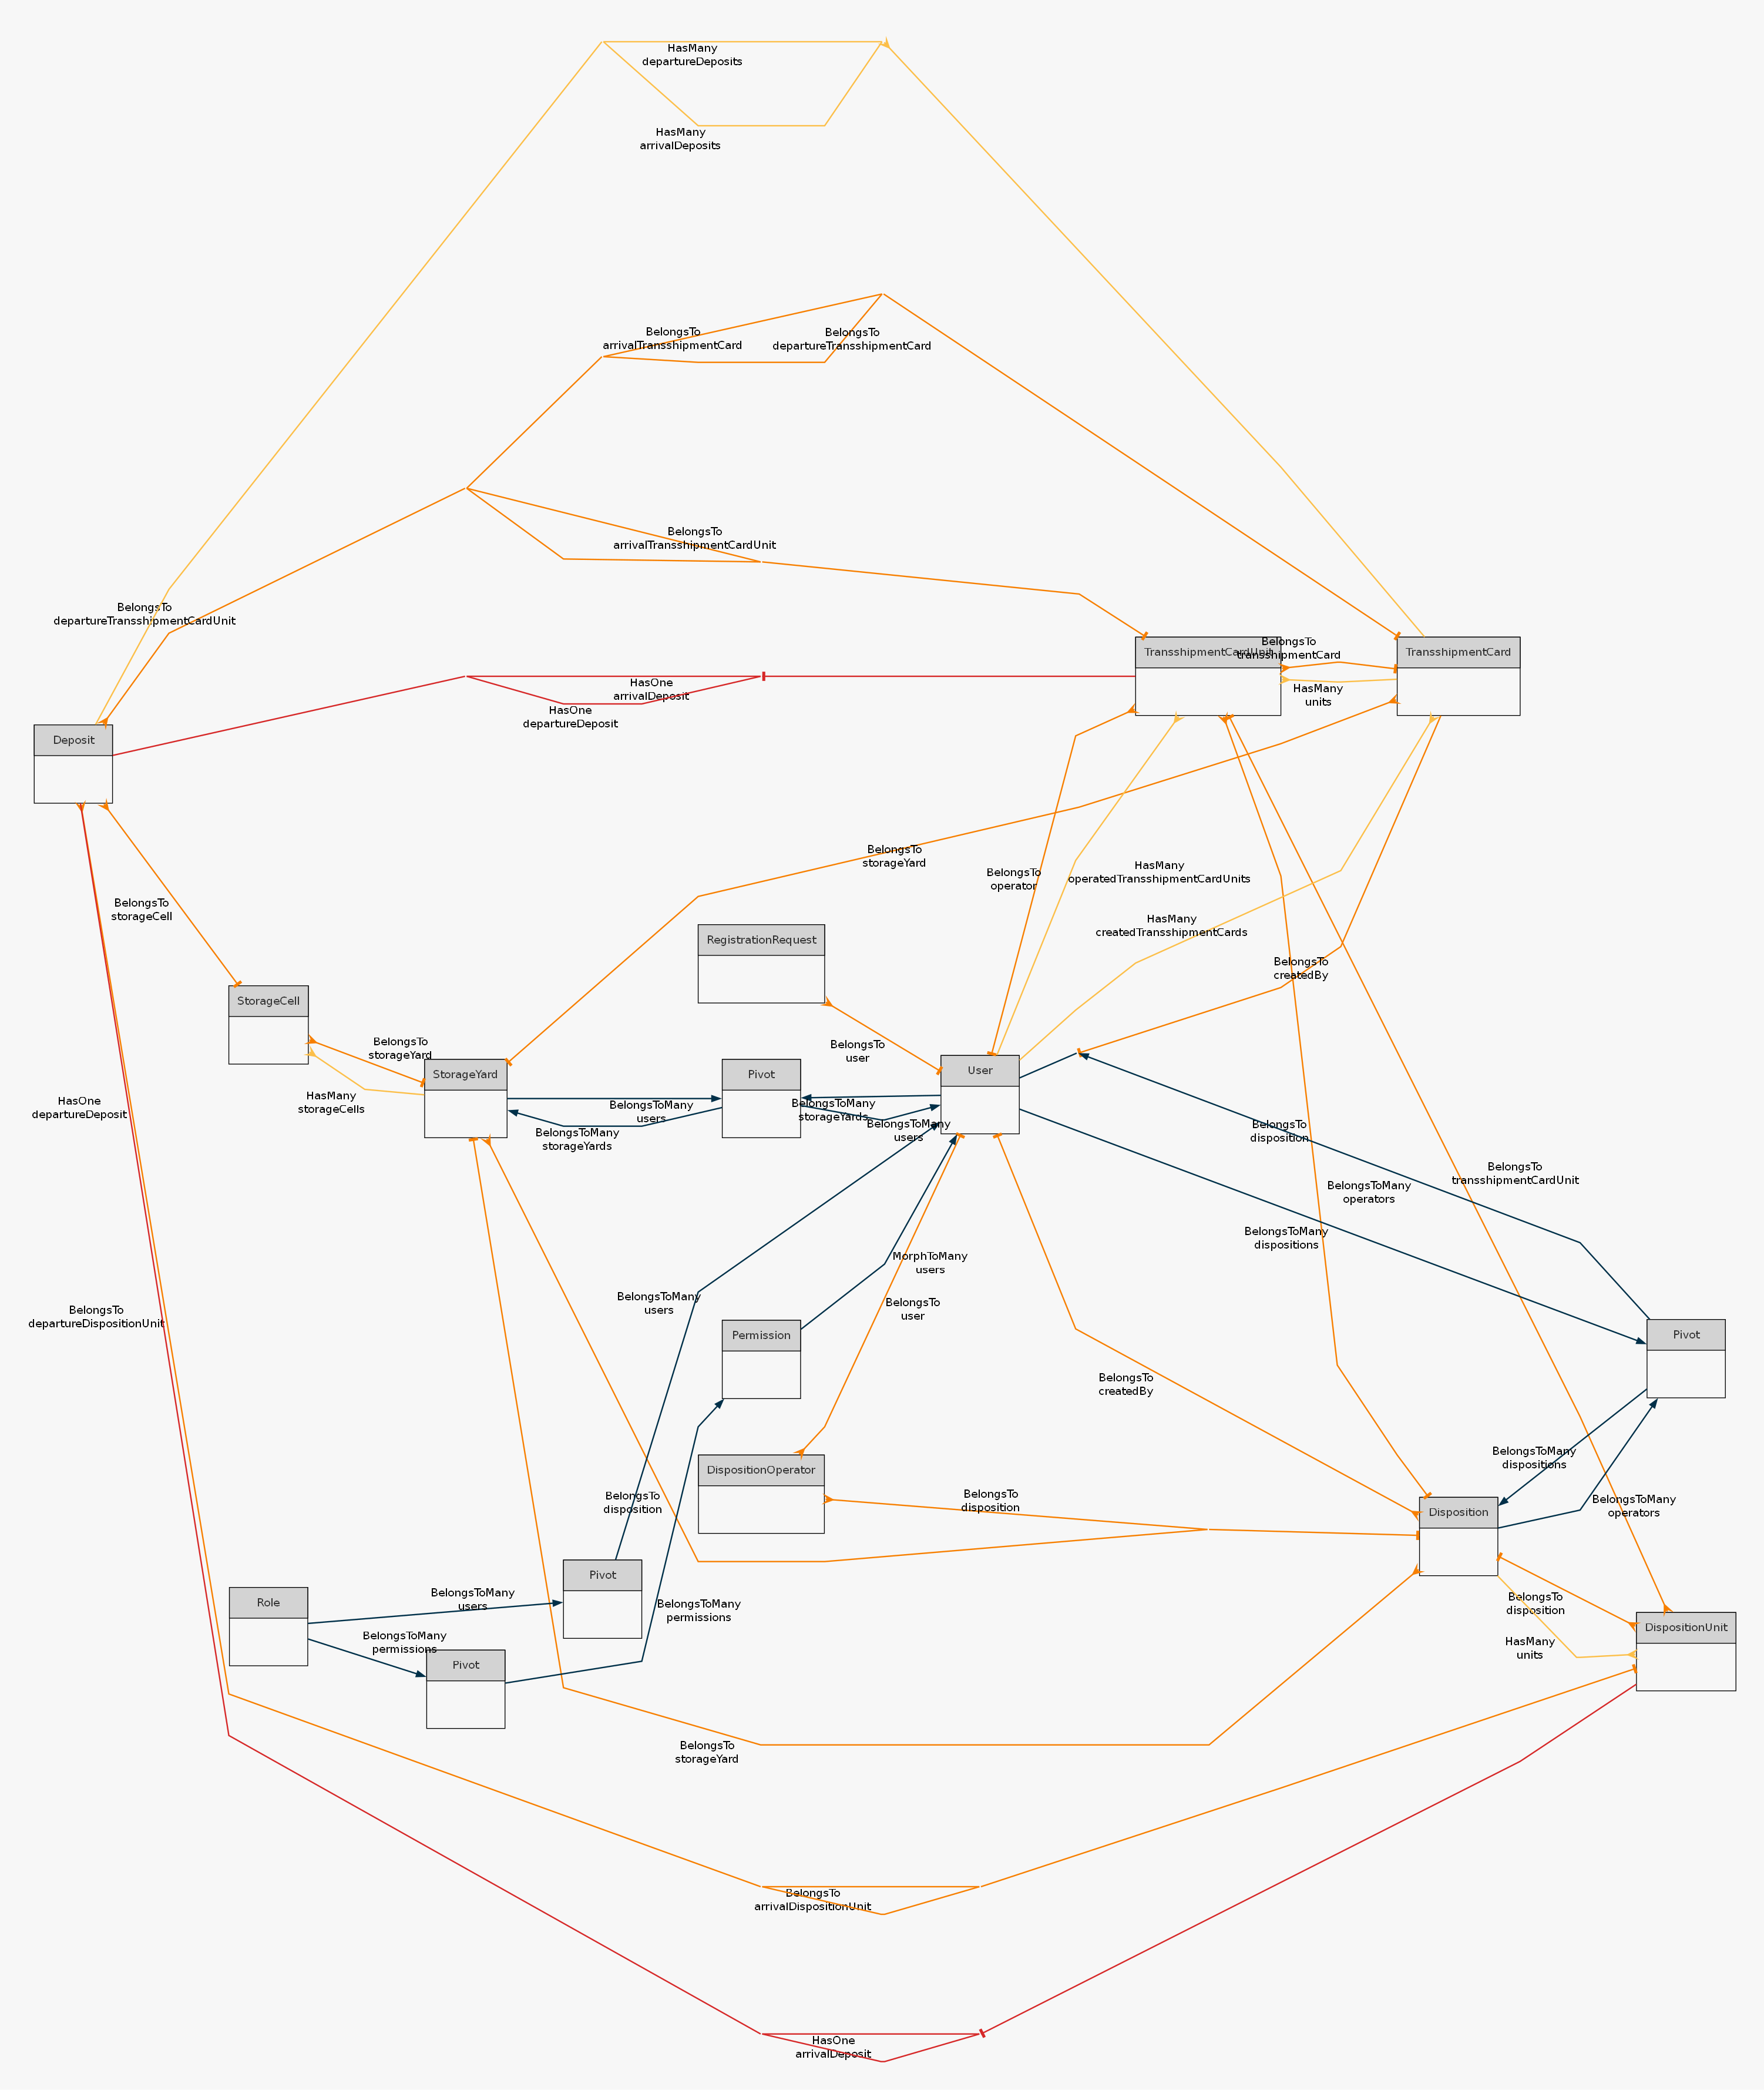 HasMany
departureDeposits
HasMany
arrivalDeposits
BelongsTo
arrivalTransshipmentCard
BelongsTo
departureTransshipmentCard
BelongsTo
arrivalTransshipmentCardUnit
BelongsTo
departureTransshipmentCardUnit
TransshipmentCardUnit
BelongsTo
transshipmentCard
TransshipmentCard
HasMany
units
HasOne
arrivalDeposit
HasOne
departureDeposit
Deposit
BelongsTo
storageYard
BelongsTo
operator
HasMany
operatedTransshipmentCardUnits
BelongsTo
storageCell
HasMany
createdTransshipmentCards
RegistrationRequest
BelongsTo
createdBy
StorageCell
BelongsTo
storageYard
BelongsTo
user
StorageYard
Pivot
User
HasMany
storageCells
BelongsToMany
users
BelongsToMany
storageYards
BelongsToMany
users
BelongsToMany
storageYards
HasOne
departureDeposit
BelongsTo
disposition
BelongsTo
transshipmentCardUnit
BelongsToMany
operators
BelongsToMany
dispositions
MorphToMany
users
BelongsToMany
users
BelongsTo
user
BelongsTo
departureDispositionUnit
Permission
Pivot
BelongsTo
createdBy
DispositionOperator
BelongsToMany
dispositions
BelongsTo
disposition
BelongsTo
disposition
Disposition
BelongsToMany
operators
Pivot
Role
BelongsToMany
users
BelongsToMany
permissions
BelongsTo
disposition
DispositionUnit
BelongsToMany
permissions
HasMany
units
Pivot
BelongsTo
storageYard
BelongsTo
arrivalDispositionUnit
HasOne
arrivalDeposit